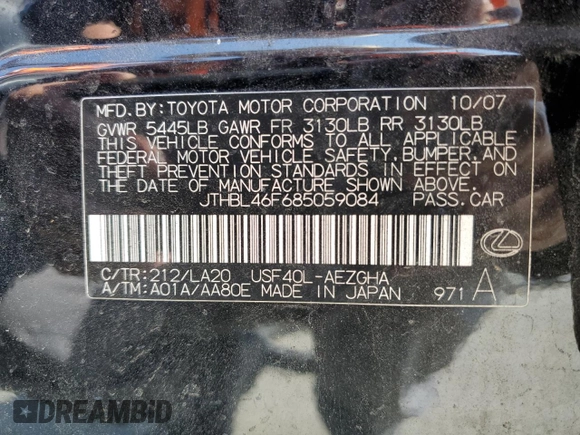 MFD.BY:TOYOTA MOTOR CORPORATION 10/07
GVWR 5445LB GAWR FR 3130LB RR 3130LB
THIS VEHICLE CONFORMS TO ALL APPLICABLE
FEDERAL MOTOR VEHICLE SAFETY,BUMPER,AND
THEFT PREVENTION STANDARDS IN EFFECT ON
THE DATE OF MANUFACTURE SHOWN ABOVE.
JTHBL46F685059084 PASS.CAR
C/TR:212/LA20 USF40L-AEZGHA
A/TM:A01A/AA80E MADE IN JAPAN 971 A
DREAMBID